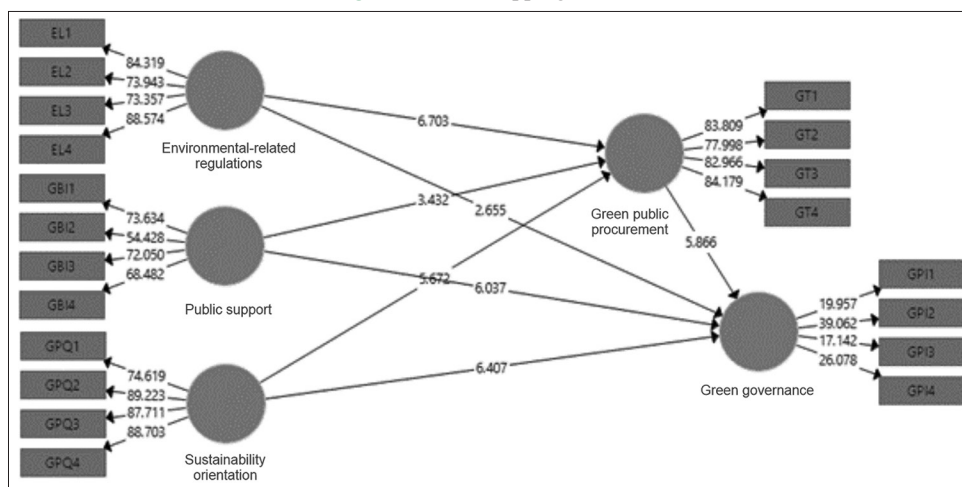 EL1
EL2
EL3
EL4
84.319
73.943
73.357
88.574
Environmental-related
regulations
GBI1
GBI2
GBI3
GBI4
73.634
54.428
72.050
68.482
Public support
GPQ1
GPQ2
GPQ3
GPQ4
74.619
89.223
87.711
88.703
Sustainability
orientation
6.703
3.432
2.655
5.672
6.037
6.407
Green public
procurement
5.866
83.809
77.998
82.966
84.179
GT1
GT2
GT3
GT4
Green governance
19.957
39.062
17.142
26.078
GPI1
GPI2
GPI3
GPI4